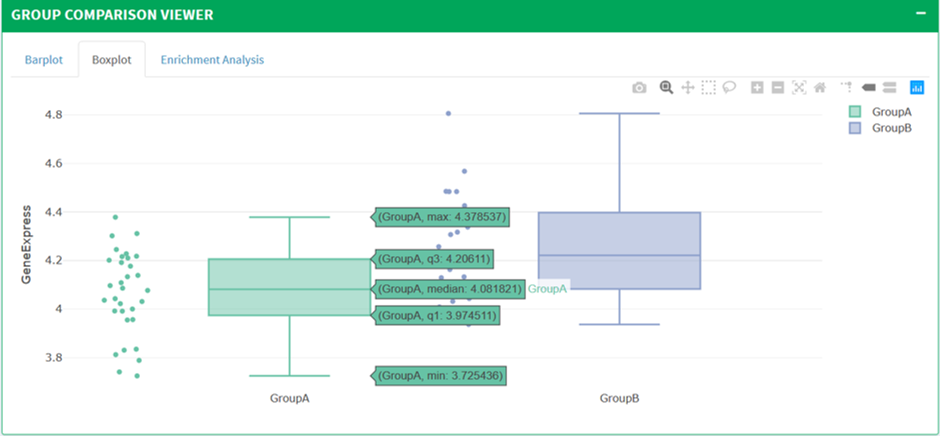 GROUP COMPARISON VIEWER
Barplot
Boxplot
Enrichment Analysis
GroupA
GroupB
GeneExpress
4.8
4.6
4.4
4.2
4
3.8
(GroupA, max: 4.378537)
(GroupA, q3: 4.20611)
(GroupA, median: 4.081821)
GroupA
(GroupA, q1: 3.974511)
(GroupA, min: 3.725436)
GroupA
GroupB